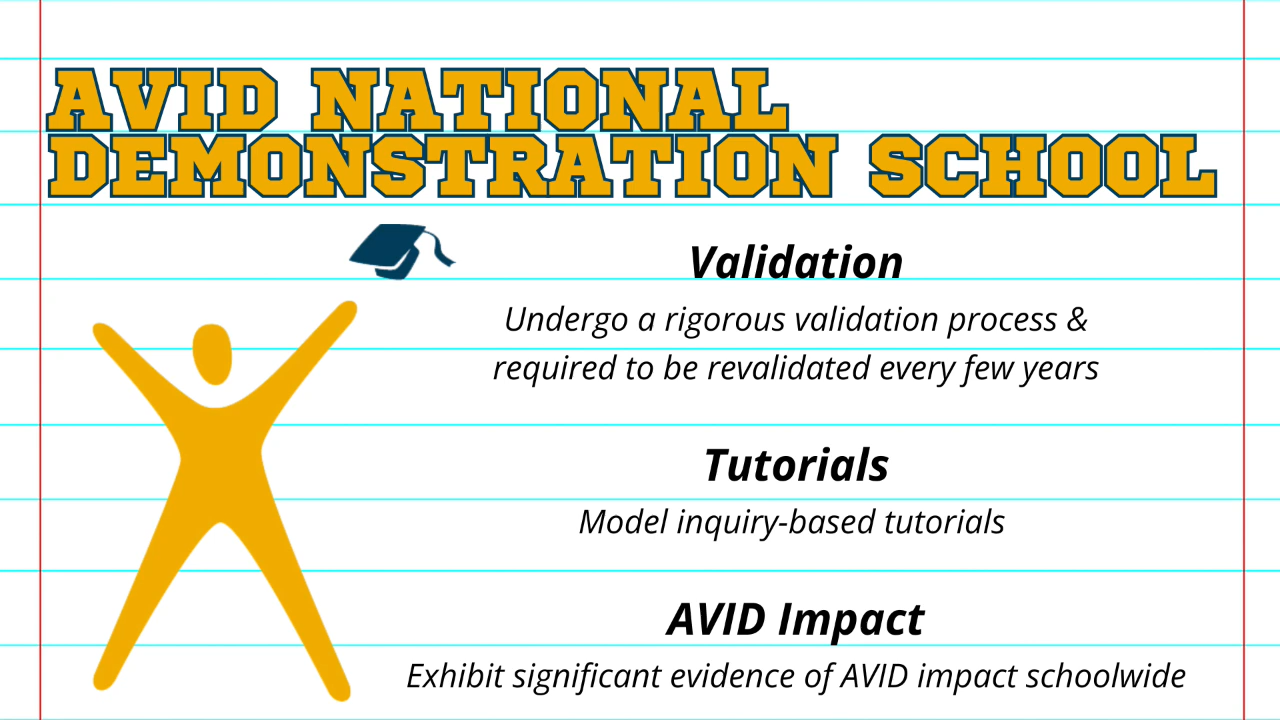 AVID NATIONAL
DEMONSTRATION SCHOOL
Validation
Undergo a rigorous validation process &
required to be revalidated every few years
Tutorials
Model inquiry-based tutorials
AVID Impact
Exhibit significant evidence of AVID impact schoolwide